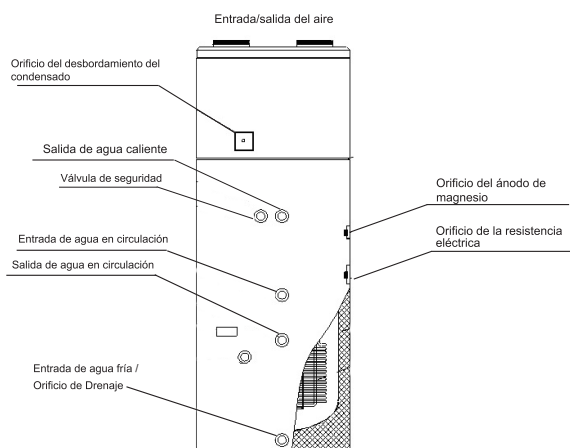 Entrada/salida del aire
Orificio del desbordamiento del
condensado
Salida de agua caliente
Válvula de seguridad
Orificio del ánodo de
magnesio
Orificio de la resistencia
eléctrica
Entrada de agua en circulación
Salida de agua en circulación
Entrada de agua fría /
Orificio de Drenaje